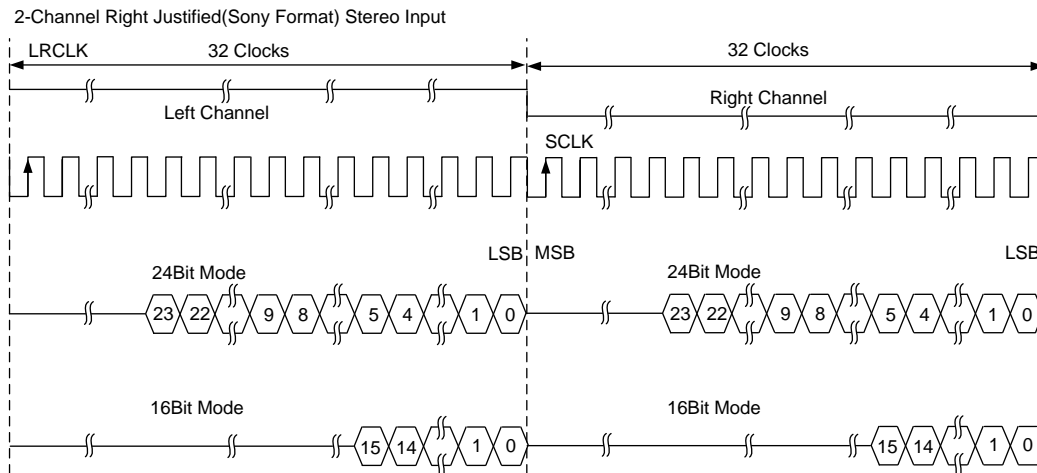 2-Channel Right Justified(Sony Format) Stereo Input
LRCLK 32 Clocks 32 Clocks
Left Channel Right Channel
SCLK
LSB MSB LSB
24Bit Mode 24Bit Mode
23 22 9 8 5 4 1 0 23 22 9 8 5 4 1 0
16Bit Mode 16Bit Mode
15 14 1 0 15 14 1 0